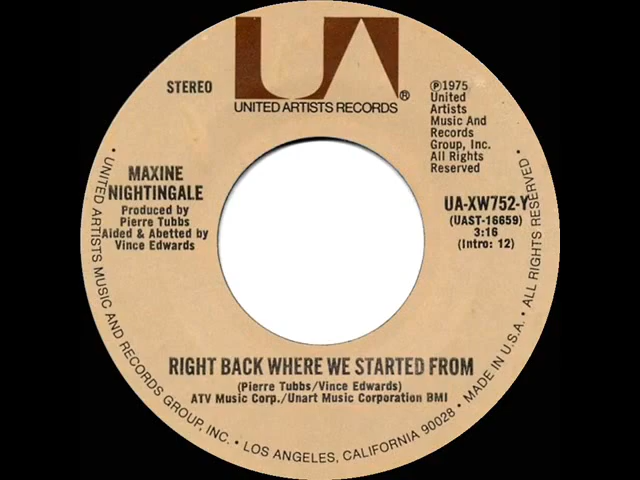 UA
UNITED ARTISTS RECORDS®
STEREO
℗1975
United
Artists
Music And
Records
Group, Inc.
All Rights
Reserved
MAXINE
NIGHTINGALE
Produced by
Pierre Tubbs
Aided & Abetted by
Vince Edwards
UA-XW752-Y
(UAST-16659)
3:16
(Intro: 12)
RIGHT BACK WHERE WE STARTED FROM
(Pierre Tubbs/Vince Edwards)
ATV Music Corp./Unart Music Corporation BMI
• UNITED ARTISTS MUSIC AND RECORDS GROUP, INC. • LOS ANGELES, CALIFORNIA 90028 • MADE IN U.S.A. • ALL RIGHTS RESERVED •